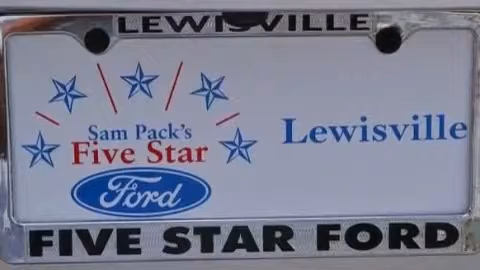 LEWISVILLE
Sam Pack's
Five Star
Ford
Lewisville
FIVE STAR FORD